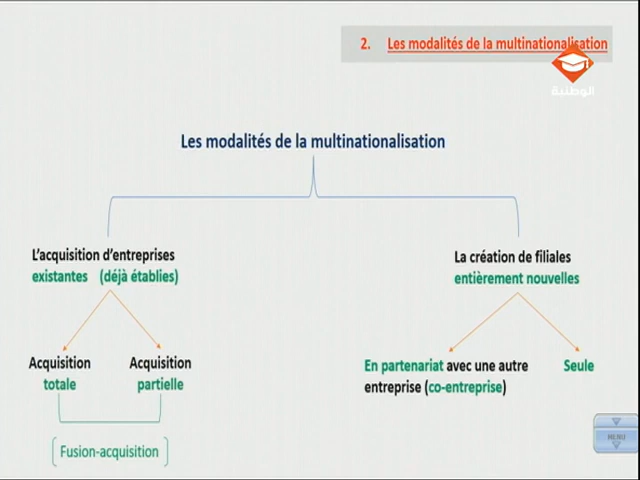 2. Les modalités de la multinationalisation
الوطنية
Les modalités de la multinationalisation
L'acquisition d'entreprises
existantes (déjà établies)
La création de filiales
entièrement nouvelles
Acquisition
totale
Acquisition
partielle
En partenariat avec une autre
entreprise (co-entreprise)
Seule
Fusion-acquisition
MENU